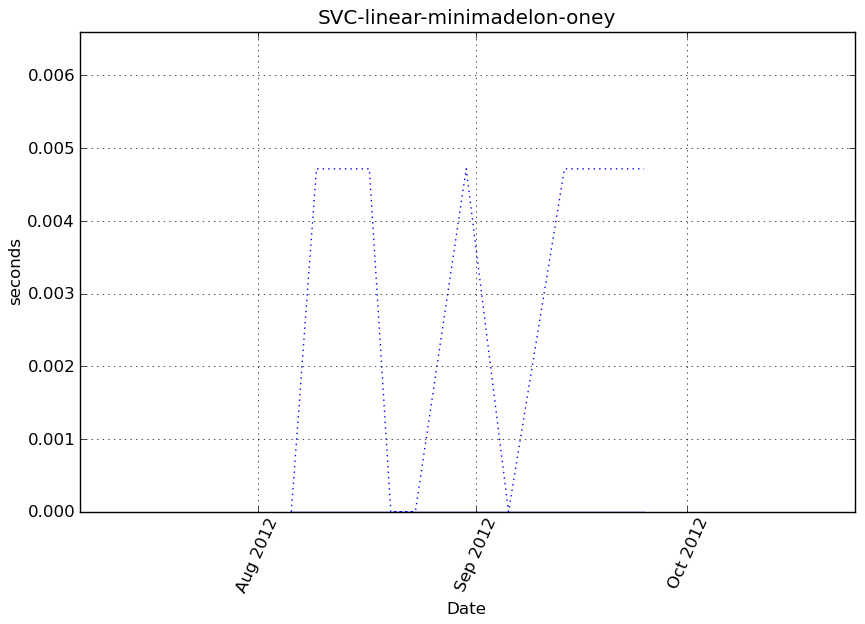 SVC-linear-minimadelon-oney
0.006
0.005
0.004
0.003
0.002
0.001
0.000
seconds
Aug 2012
Sep 2012
Oct 2012
Date